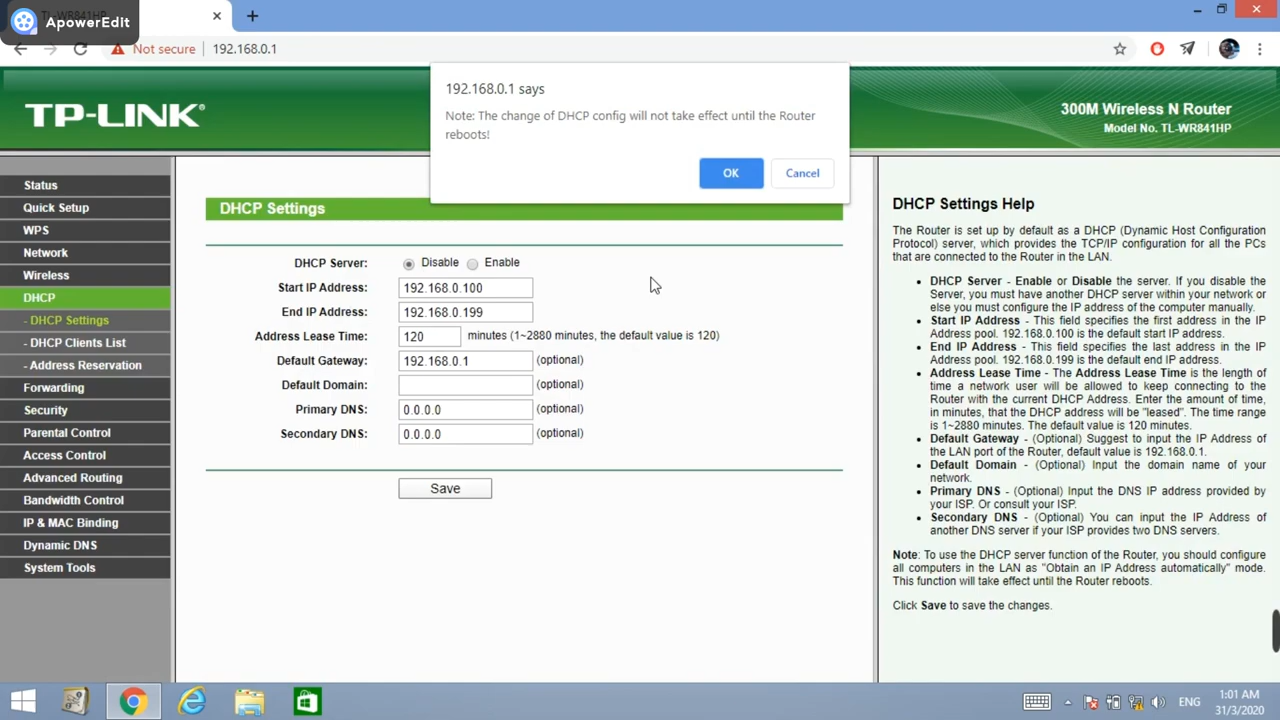 ApowerEdit
Not secure
192.168.0.1
192.168.0.1 says
Note: The change of DHCP config will not take effect until the Router
reboots!
OK
Cancel
TP-LINK®
300M Wireless N Router
Model No. TL-WR841HP
Status
Quick Setup
WPS
Network
Wireless
DHCP
- DHCP Settings
- DHCP Clients List
- Address Reservation
Forwarding
Security
Parental Control
Access Control
Advanced Routing
Bandwidth Control
IP & MAC Binding
Dynamic DNS
System Tools
DHCP Settings
DHCP Server: Disable Enable
Start IP Address: 192.168.0.100
End IP Address: 192.168.0.199
Address Lease Time: 120 minutes (1~2880 minutes, the default value is 120)
Default Gateway: 192.168.0.1 (optional)
Default Domain: (optional)
Primary DNS: 0.0.0.0 (optional)
Secondary DNS: 0.0.0.0 (optional)
Save
DHCP Settings Help
The Router is set up by default as a DHCP (Dynamic Host Configuration
Protocol) server, which provides the TCP/IP configuration for all the PCs
that are connected to the Router in the LAN.
• DHCP Server - Enable or Disable the server. If you disable the
Server, you must have another DHCP server within your network or
else you must configure the IP address of the computer manually.
• Start IP Address - This field specifies the first address in the IP
Address pool. 192.168.0.100 is the default start IP address.
• End IP Address - This field specifies the last address in the IP
Address pool. 192.168.0.199 is the default end IP address.
• Address Lease Time - The Address Lease Time is the length of
time a network user will be allowed to keep connecting to the
Router with the current DHCP Address. Enter the amount of time,
in minutes, that the DHCP address will be "leased". The time range
is 1~2880 minutes. The default value is 120 minutes.
• Default Gateway - (Optional) Suggest to input the IP Address of
the LAN port of the Router, default value is 192.168.0.1.
• Default Domain - (Optional) Input the domain name of your
network.
• Primary DNS - (Optional) Input the DNS IP address provided by
your ISP. Or consult your ISP.
• Secondary DNS - (Optional) You can input the IP Address of
another DNS server if your ISP provides two DNS servers.
Note: To use the DHCP server function of the Router, you should configure
all computers in the LAN as "Obtain an IP Address automatically" mode.
This function will take effect until the Router reboots.
Click Save to save the changes.
ENG
1:01 AM
31/3/2020